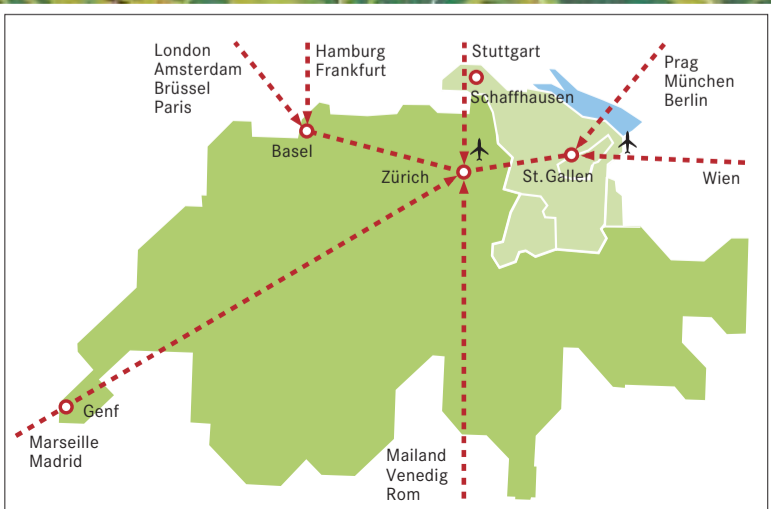 London
Amsterdam
Brüssel
Paris
Hamburg
Frankfurt
Stuttgart
Prag
München
Berlin
Schaffhausen
Basel
Zürich
St. Gallen
Wien
Genf
Marseille
Madrid
Mailand
Venedig
Rom